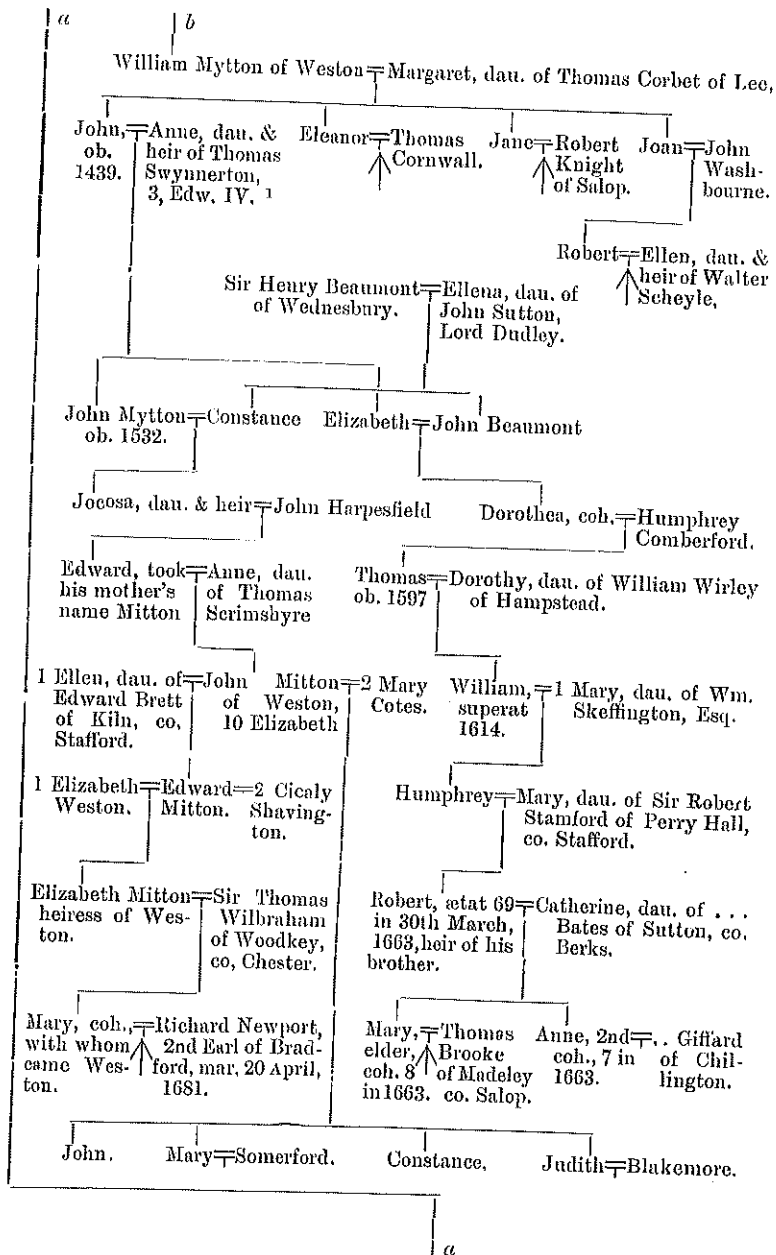 a
b
William Mytton of Weston=Margaret, dau. of Thomas Corbet of Lee,
John,=Anne, dau. &
ob. heir of Thomas
1439. Swynnerton,
3, Edw. IV. 1
Eleanor=Thomas
Cornwall.
Jane=Robert
Knight
of Salop.
Joan=John
Wash-
bourne.
Robert=Ellen, dau. &
heir of Walter
Scheyle,
Sir Henry Beaumont=Ellena, dau. of
of Wednesbury. John Sutton,
Lord Dudley.
John Mytton=Constance
ob. 1532.
Elizabeth=John Beaumont
Jocosa, dau. & heir=John Harpesfield
Dorothea, coh.=Humphrey
Comberford.
Edward, took=Anne, dau.
his mother's of Thomas
name Mitton Scrimshyre
Thomas=Dorothy, dau. of William Wirley
ob. 1597 of Hampstead.
1 Ellen, dau. of=John Mitton=2 Mary
Edward Brett of Weston, Cotes.
of Kiln, co. 10 Elizabeth
Stafford.
William,=1 Mary, dau. of Wm.
superat Skeffington, Esq.
1614.
1 Elizabeth=Edward=2 Cicaly
Weston. Mitton. Shaving-
ton.
Humphrey=Mary, dau. of Sir Robert
Stamford of Perry Hall,
co. Stafford.
Elizabeth Mitton=Sir Thomas
heiress of Wes- Wilbraham
ton. of Woodkey,
co, Chester.
Robert, ætat 69=Catherine, dau. of . . .
in 30th March, Bates of Sutton, co.
1663, heir of his Berks.
brother.
Mary, coh.,=Richard Newport,
with whom 2nd Earl of Brad-
came Wes- ford, mar, 20 April,
ton. 1681.
Mary,=Thomas
elder, Brooke
coh. 8 of Madeley
in 1663. co. Salop.
Anne, 2nd=. . Giffard
coh., 7 in of Chil-
1663. lington.
John.
Mary=Somerford.
Constance,
Judith=Blakemore.
a